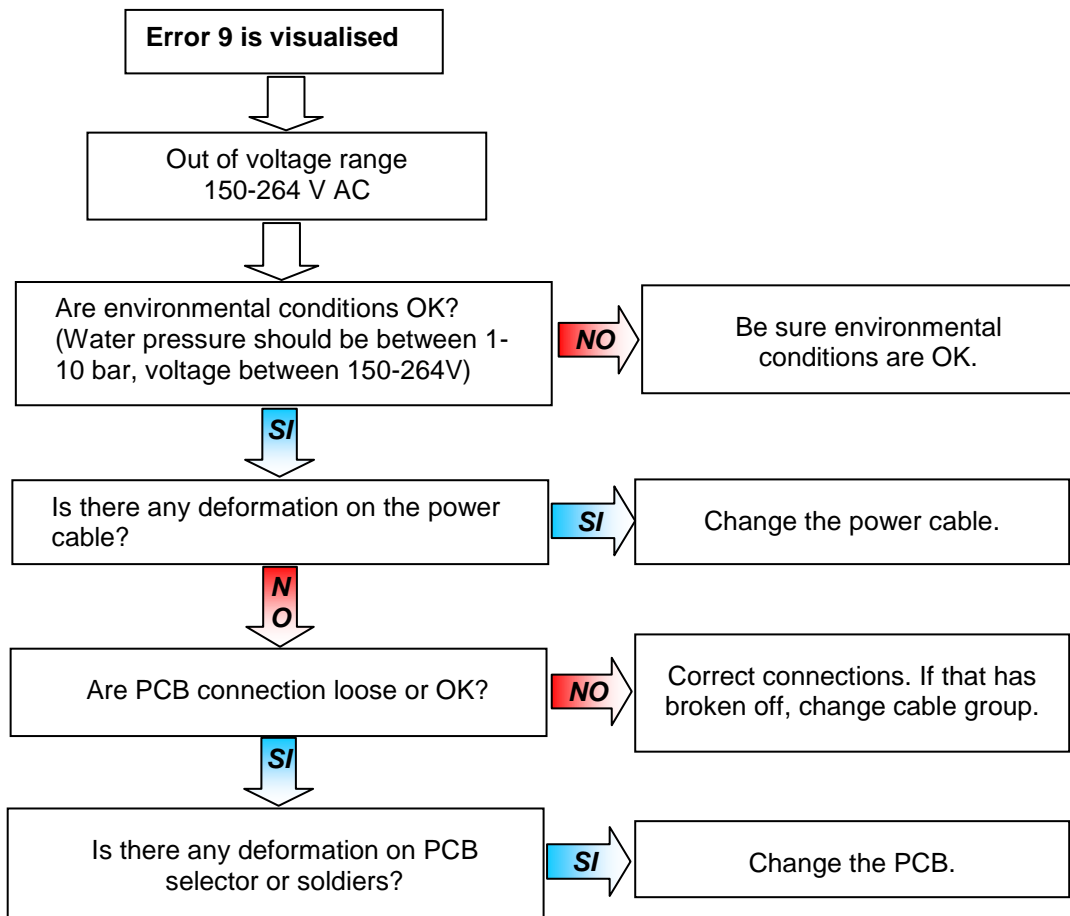 Error 9 is visualised
Out of voltage range
150-264 V AC
Are environmental conditions OK?
(Water pressure should be between 1-
10 bar, voltage between 150-264V)
NO
Be sure environmental
conditions are OK.
SI
Is there any deformation on the power
cable?
SI
Change the power cable.
N
O
Are PCB connection loose or OK?
NO
Correct connections. If that has
broken off, change cable group.
SI
Is there any deformation on PCB
selector or soldiers?
SI
Change the PCB.